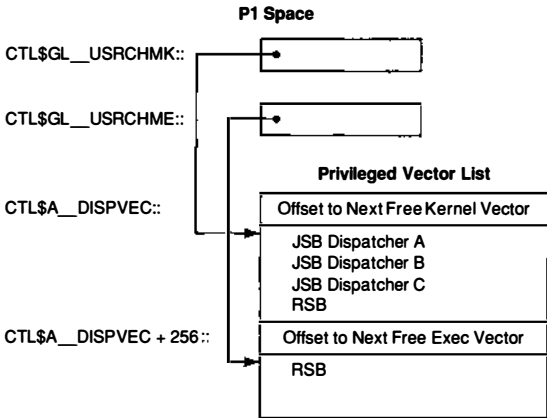 P1 Space
CTL$GL__USRCHMK::
CTL$GL__USRCHME::
Privileged Vector List
CTL$A__DISPVEC::
Offset to Next Free Kernel Vector
JSB Dispatcher A
JSB Dispatcher B
JSB Dispatcher C
RSB
CTL$A__DISPVEC + 256::
Offset to Next Free Exec Vector
RSB